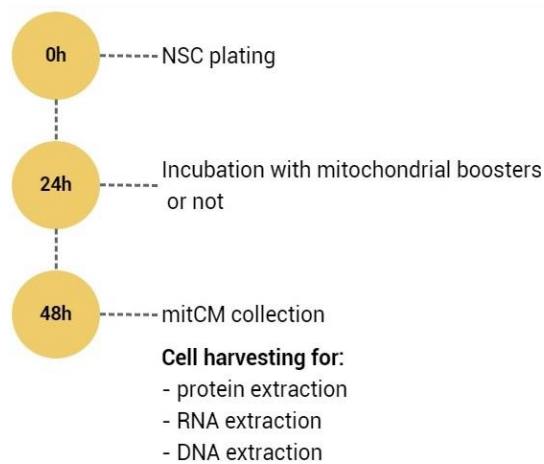 0h
NSC plating
24h
Incubation with mitochondrial boosters
or not
48h
mitCM collection
Cell harvesting for:
- protein extraction
- RNA extraction
- DNA extraction